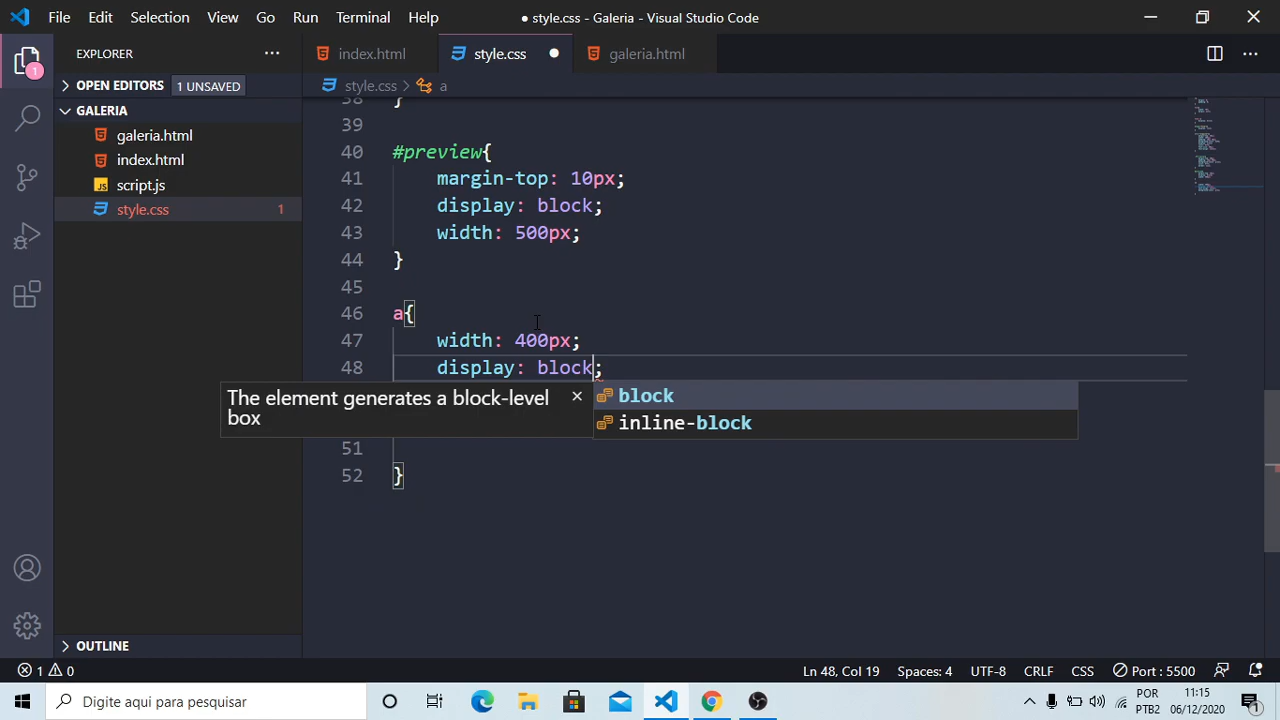 File Edit Selection View Go Run Terminal Help
● style.css - Galeria - Visual Studio Code
EXPLORER
index.html
style.css
galeria.html
OPEN EDITORS 1 UNSAVED
style.css > a
GALERIA
galeria.html
index.html
script.js
style.css 1
1
38 }
39
40 #preview{
41 margin-top: 10px;
42 display: block;
43 width: 500px;
44 }
45
46 a{
47 width: 400px;
48 display: block;
The element generates a block-level
box
block
inline-block
51
52 }
OUTLINE
1 0
Ln 48, Col 19 Spaces: 4 UTF-8 CRLF CSS Port : 5500
Digite aqui para pesquisar
POR
PTB2
11:15
06/12/2020
1